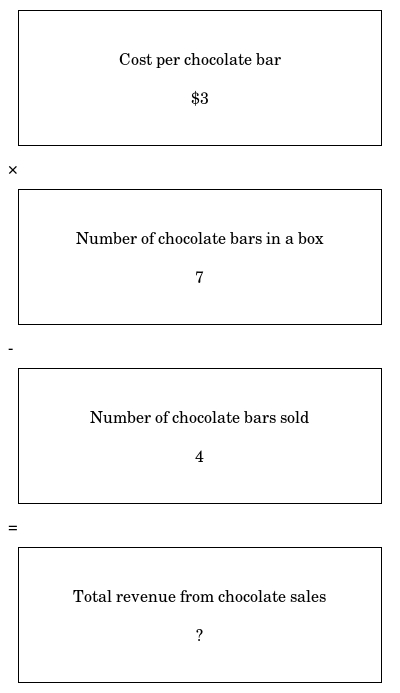 Cost per chocolate bar
$3
×
Number of chocolate bars in a box
7
-
Number of chocolate bars sold
4
=
Total revenue from chocolate sales
?